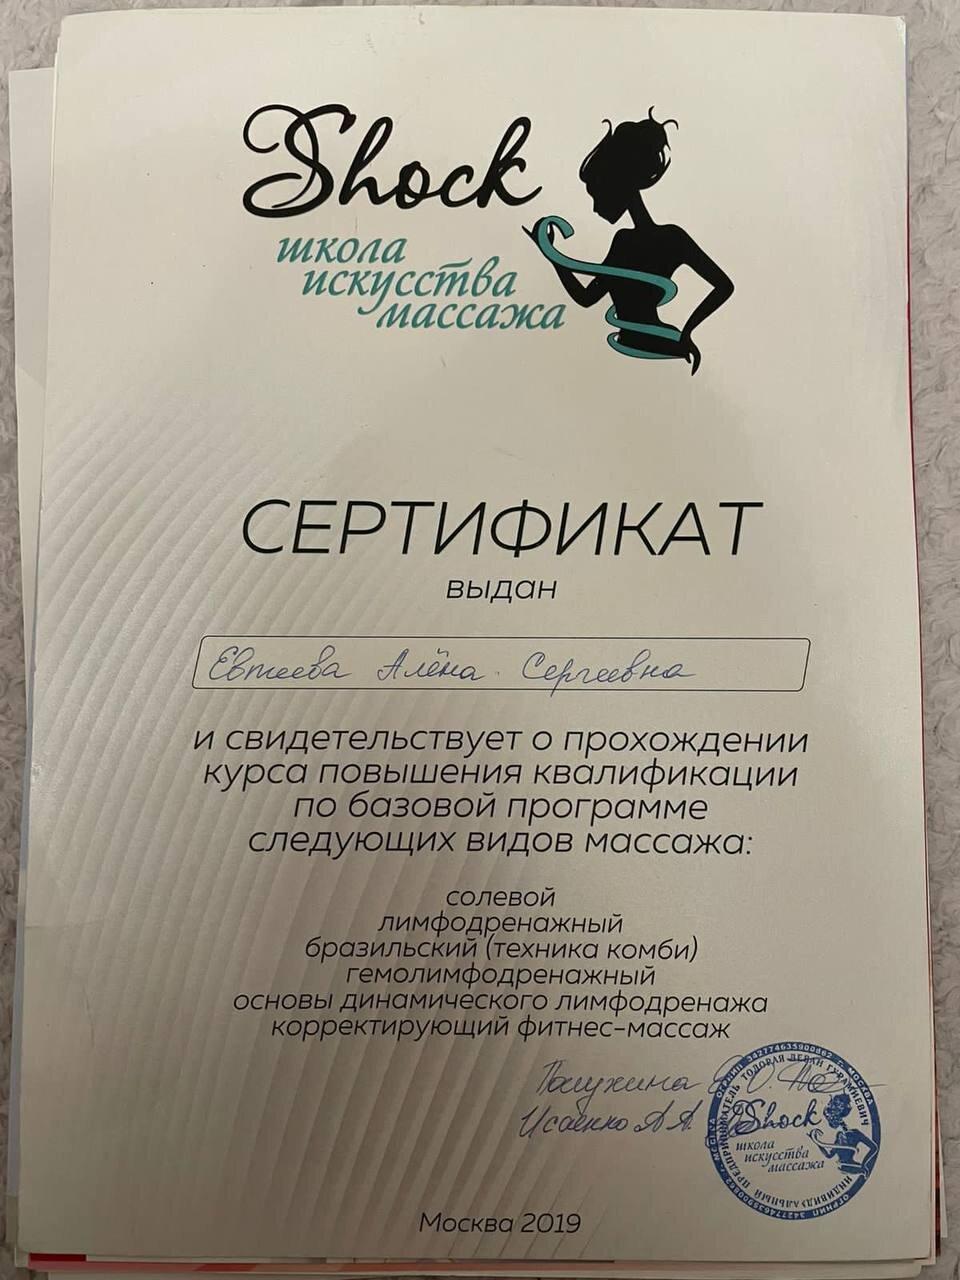 Shock
школа
искусства
массажа
СЕРТИФИКАТ
выдан
Евтеева Алёна Сергеевна
и свидетельствует о прохождении
курса повышения квалификации
по базовой программе
следующих видов массажа:
солевой
лимфодренажный
бразильский (техника комби)
гемолимфодренажный
основы динамического лимфодренажа
корректирующий фитнес-массаж
Исаенко А.А.
Shock
школа
искусства
массажа
ИНДИВИДУАЛЬНЫЙ ПРЕДПРИНИМАТЕЛЬ
Москва 2019